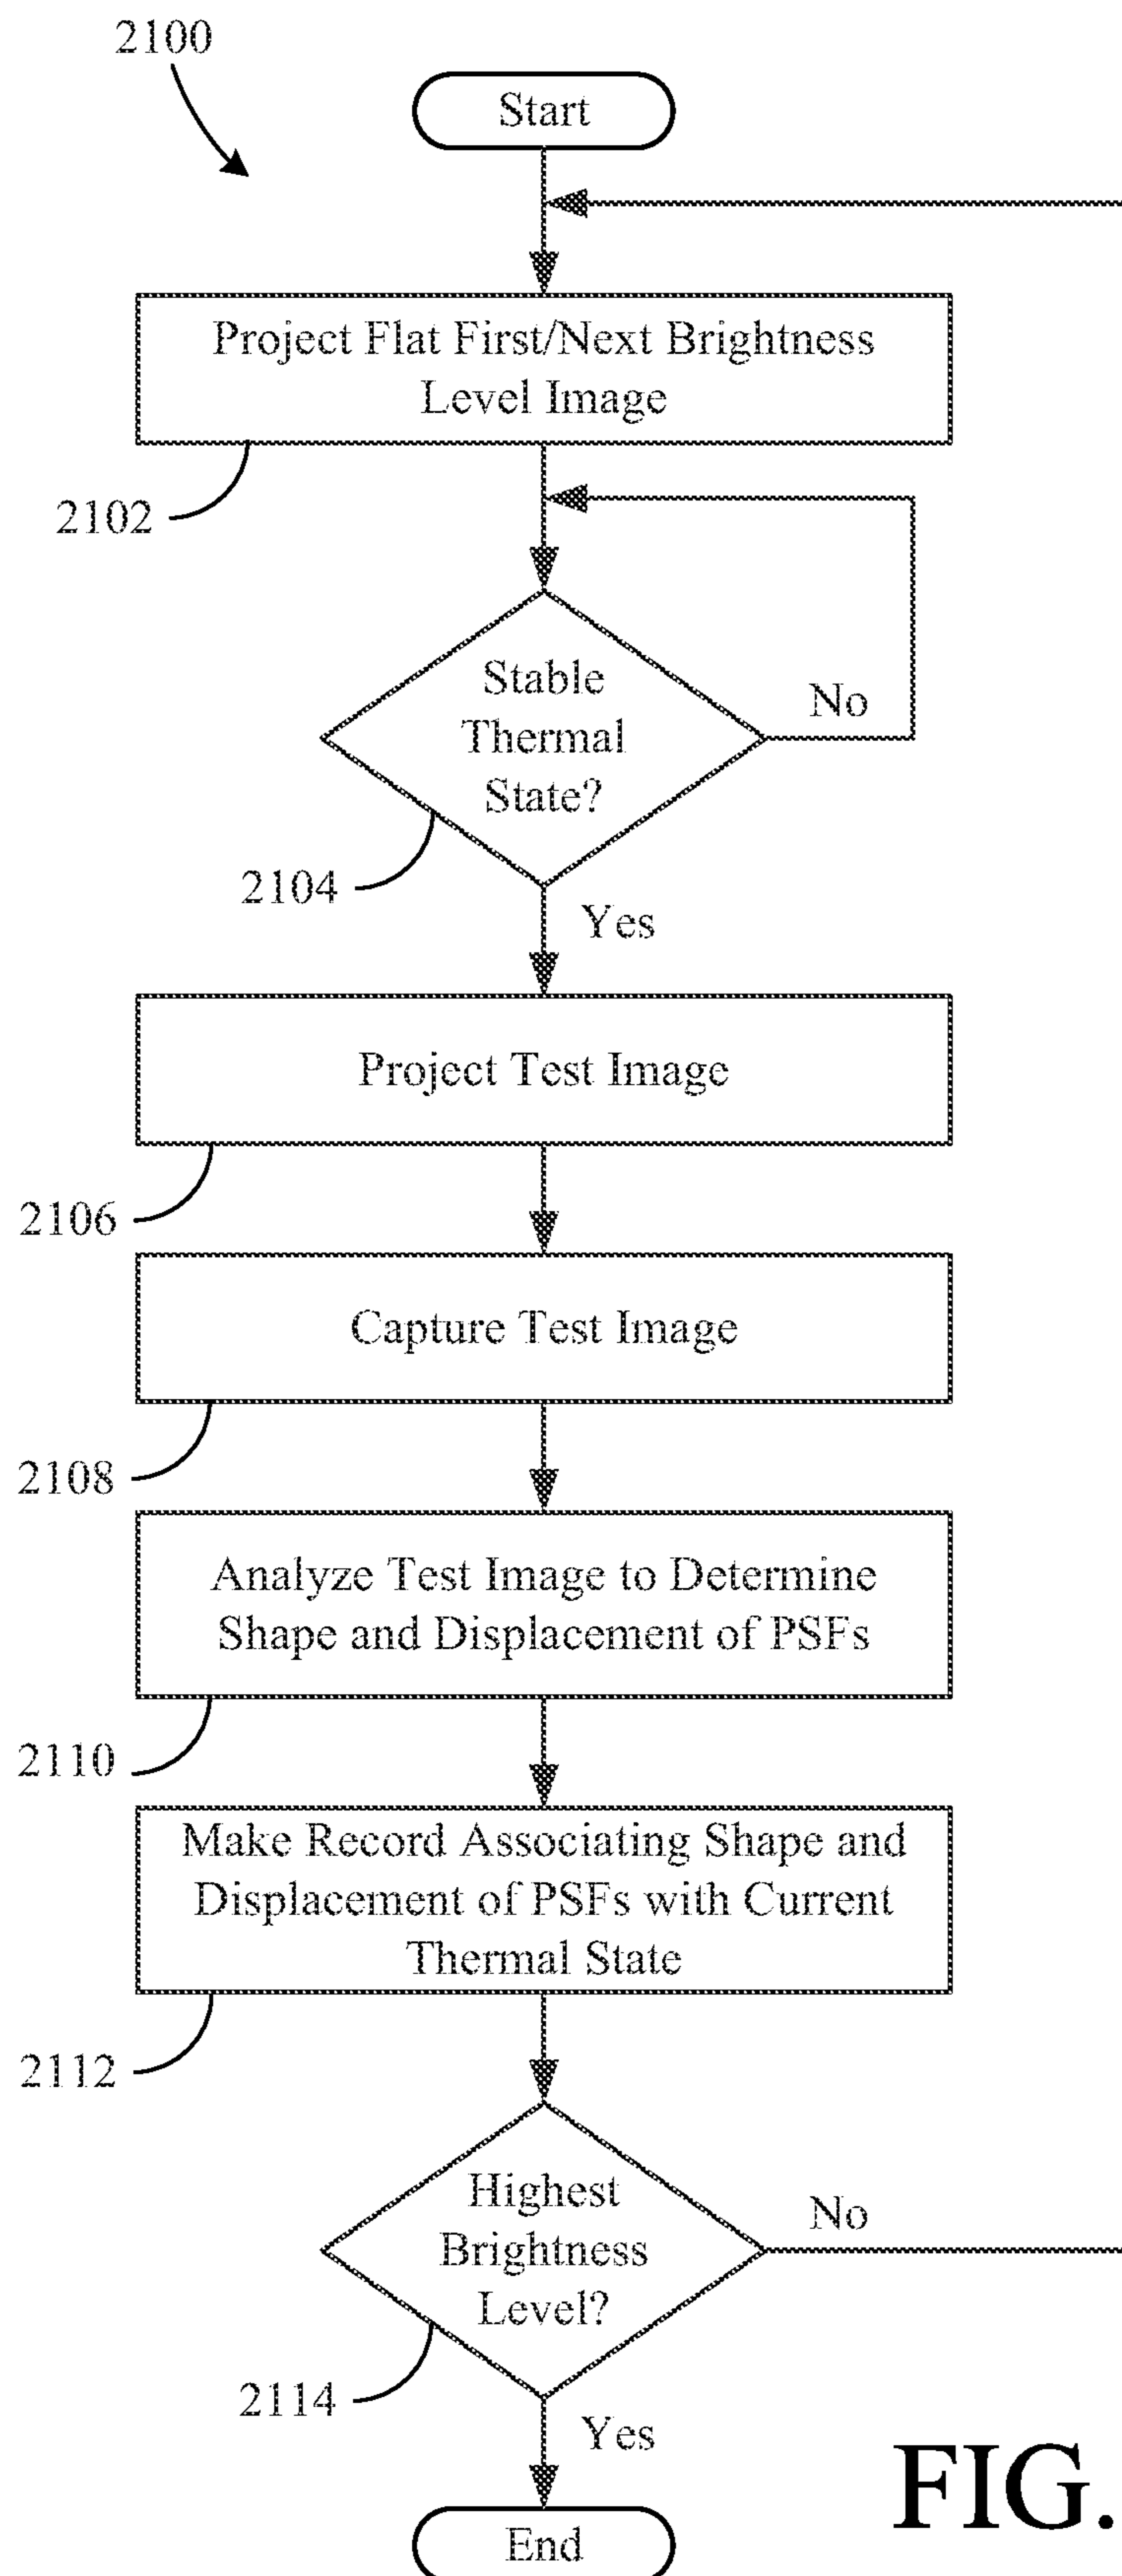 2100
Start
Project Flat First/Next Brightness
Level Image
2102
Stable
Thermal
State?
No
2104
Yes
Project Test Image
2106
Capture Test Image
2108
Analyze Test Image to Determine
Shape and Displacement of PSFs
2110
Make Record Associating Shape and
Displacement of PSFs with Current
Thermal State
2112
Highest
Brightness
Level?
No
2114
Yes
FIG.
End